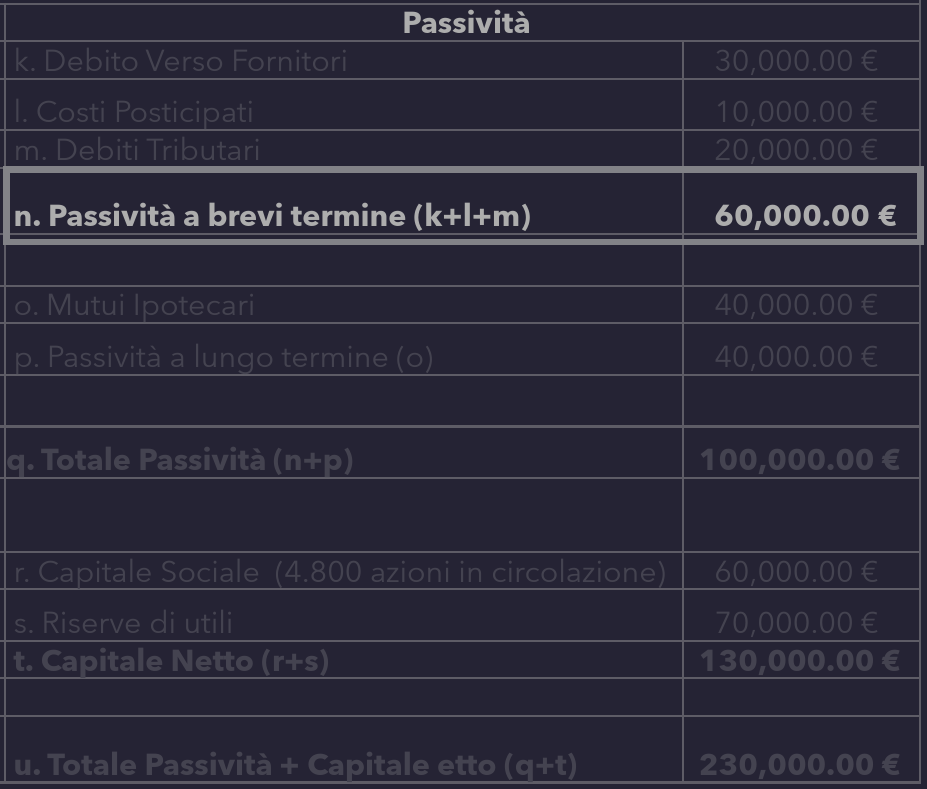 Passività
k. Debito Verso Fornitori 30,000.00 €
l. Costi Posticipati 10,000.00 €
m. Debiti Tributari 20,000.00 €
n. Passività a brevi termine (k+l+m) 60,000.00 €
o. Mutui Ipotecari 40,000.00 €
p. Passività a lungo termine (o) 40,000.00 €
q. Totale Passività (n+p) 100,000.00 €
r. Capitale Sociale (4.800 azioni in circolazione) 60,000.00 €
s. Riserve di utili 70,000.00 €
t. Capitale Netto (r+s) 130,000.00 €
u. Totale Passività + Capitale etto (q+t) 230,000.00 €